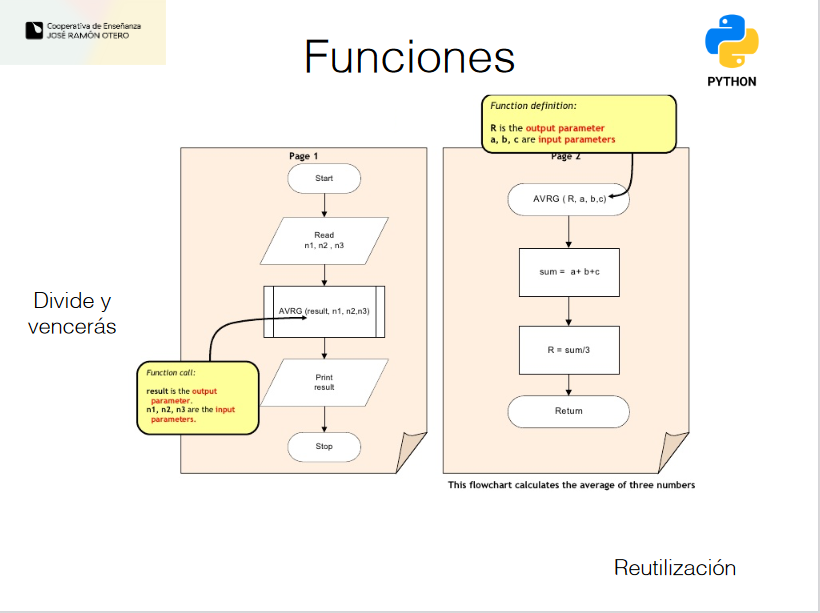 Cooperativa de Enseñanza
JOSÉ RAMÓN OTERO
Funciones
PYTHON
Function definition:
R is the output parameter
a, b, c are input parameters
Page 1
Start
Read
n1, n2 , n3
AVRG (result, n1, n2,n3)
Print
result
Stop
Function call:
result is the output
parameter.
n1, n2, n3 are the input
parameters.
Page 2
AVRG ( R, a, b,c)
sum = a+ b+c
R = sum/3
Return
This flowchart calculates the average of three numbers
Divide y
vencerás
Reutilización